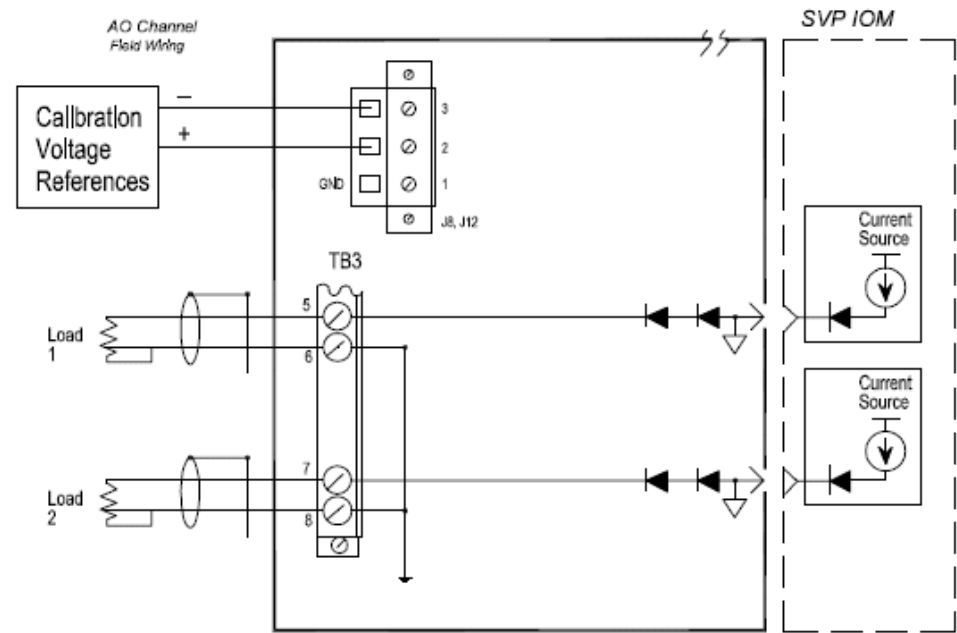 AO Channel
Field Wiring
SVP IOM
–
+
Calibration
Voltage
References
3
2
GND 1
J8, J12
TB3
5
6
Load
1
Current
Source
7
8
Load
2
Current
Source